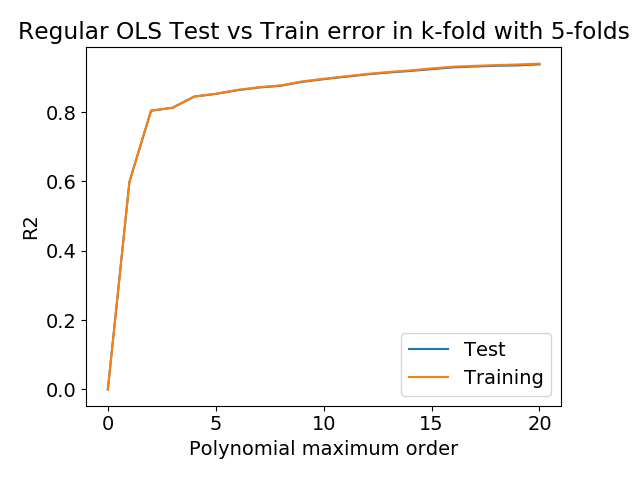 Regular OLS Test vs Train error in k-fold with 5-folds
R2
0.8
0.6
0.4
0.2
0.0
Test
Training
0 5 10 15 20
Polynomial maximum order